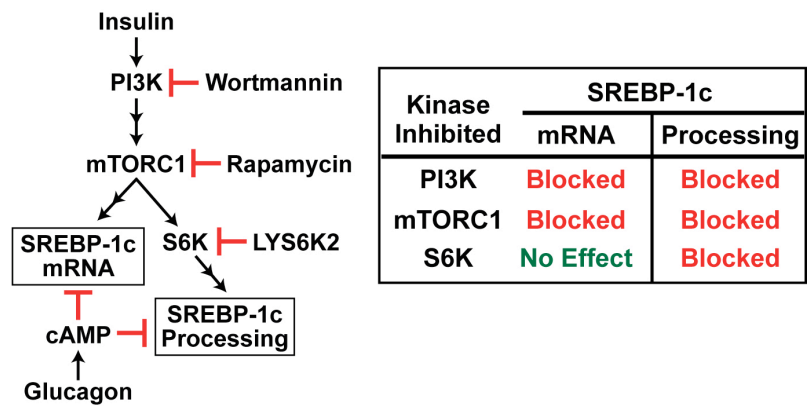 Insulin
PI3K
Wortmannin
mTORC1
Rapamycin
SREBP-1c
mRNA
S6K
LYS6K2
cAMP
SREBP-1c
Processing
Glucagon
Kinase
Inhibited
SREBP-1c
mRNA
Processing
PI3K
Blocked
Blocked
mTORC1
Blocked
Blocked
S6K
No Effect
Blocked